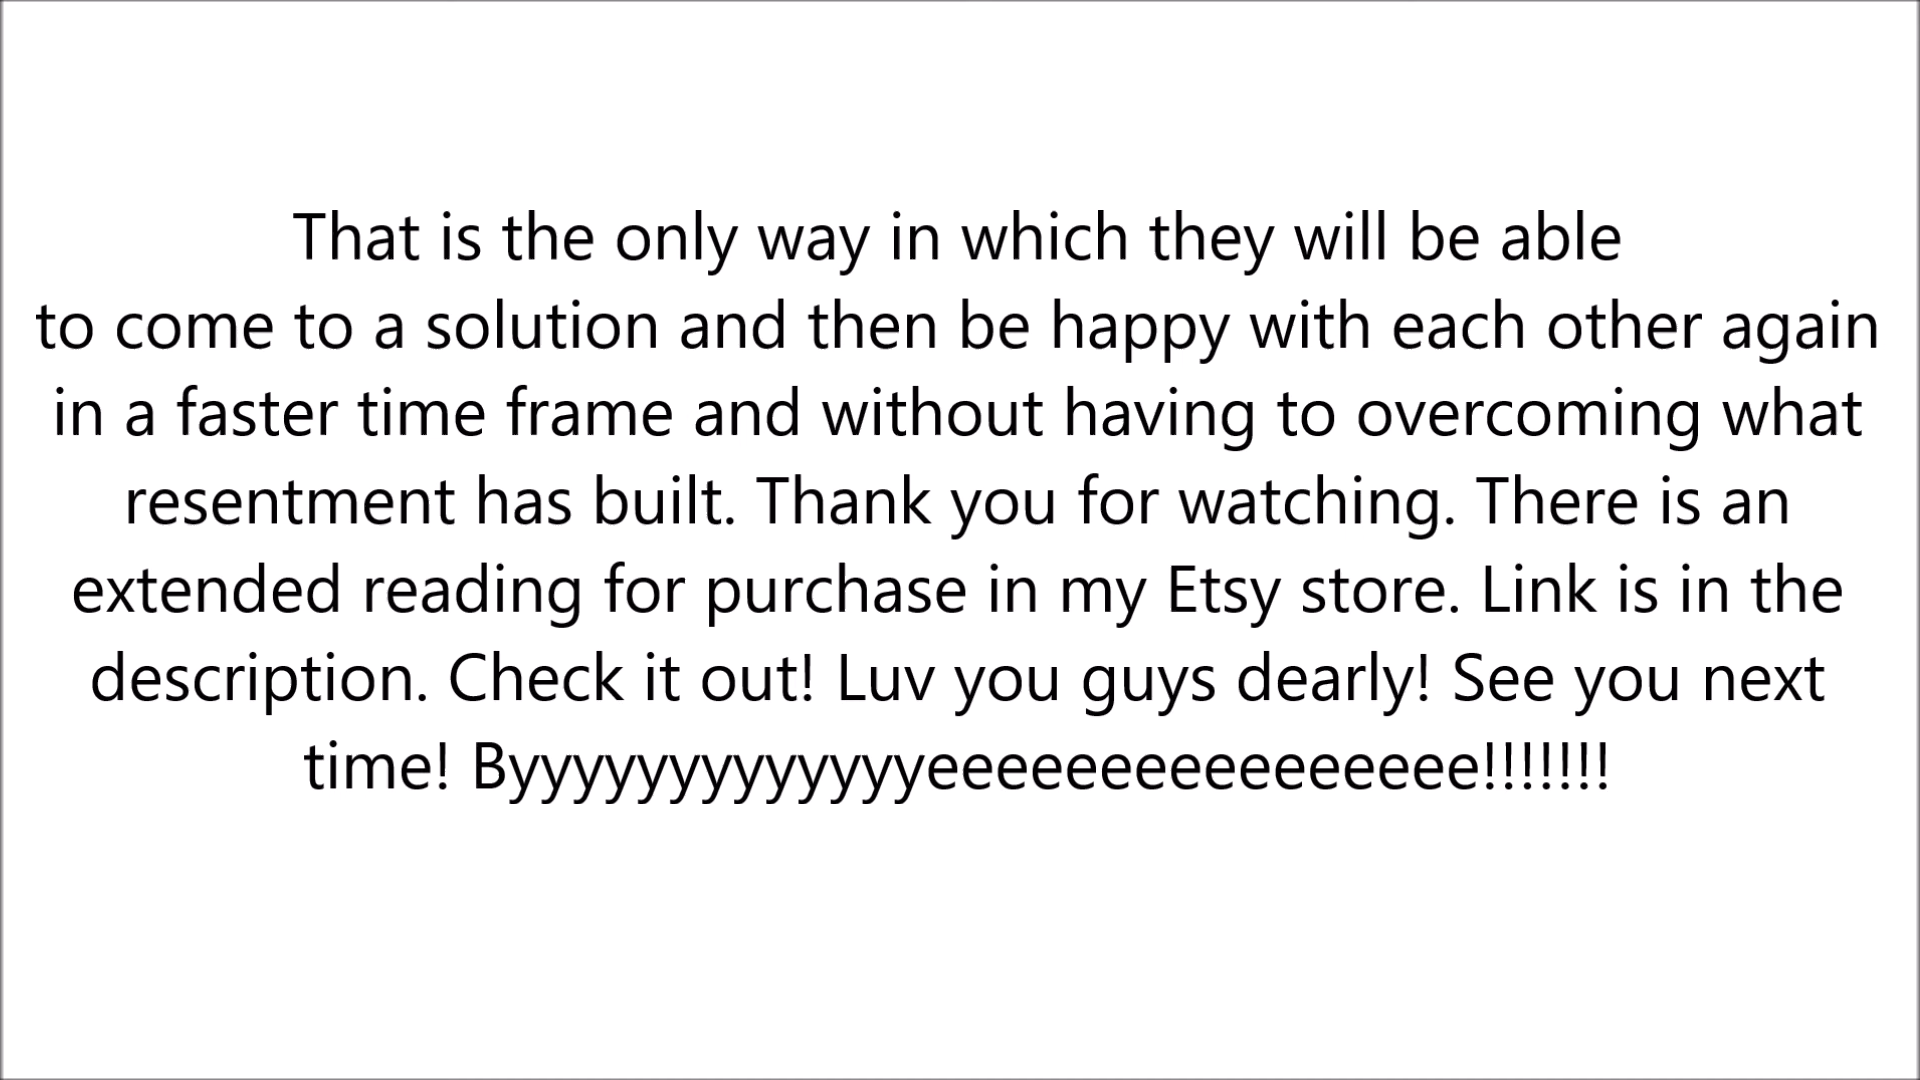 That is the only way in which they will be able
to come to a solution and then be happy with each other again
in a faster time frame and without having to overcoming what
resentment has built. Thank you for watching. There is an
extended reading for purchase in my Etsy store. Link is in the
description. Check it out! Luv you guys dearly! See you next
time! Byyyyyyyyyyyyyeeeeeeeeeeeeeeee!!!!!!!